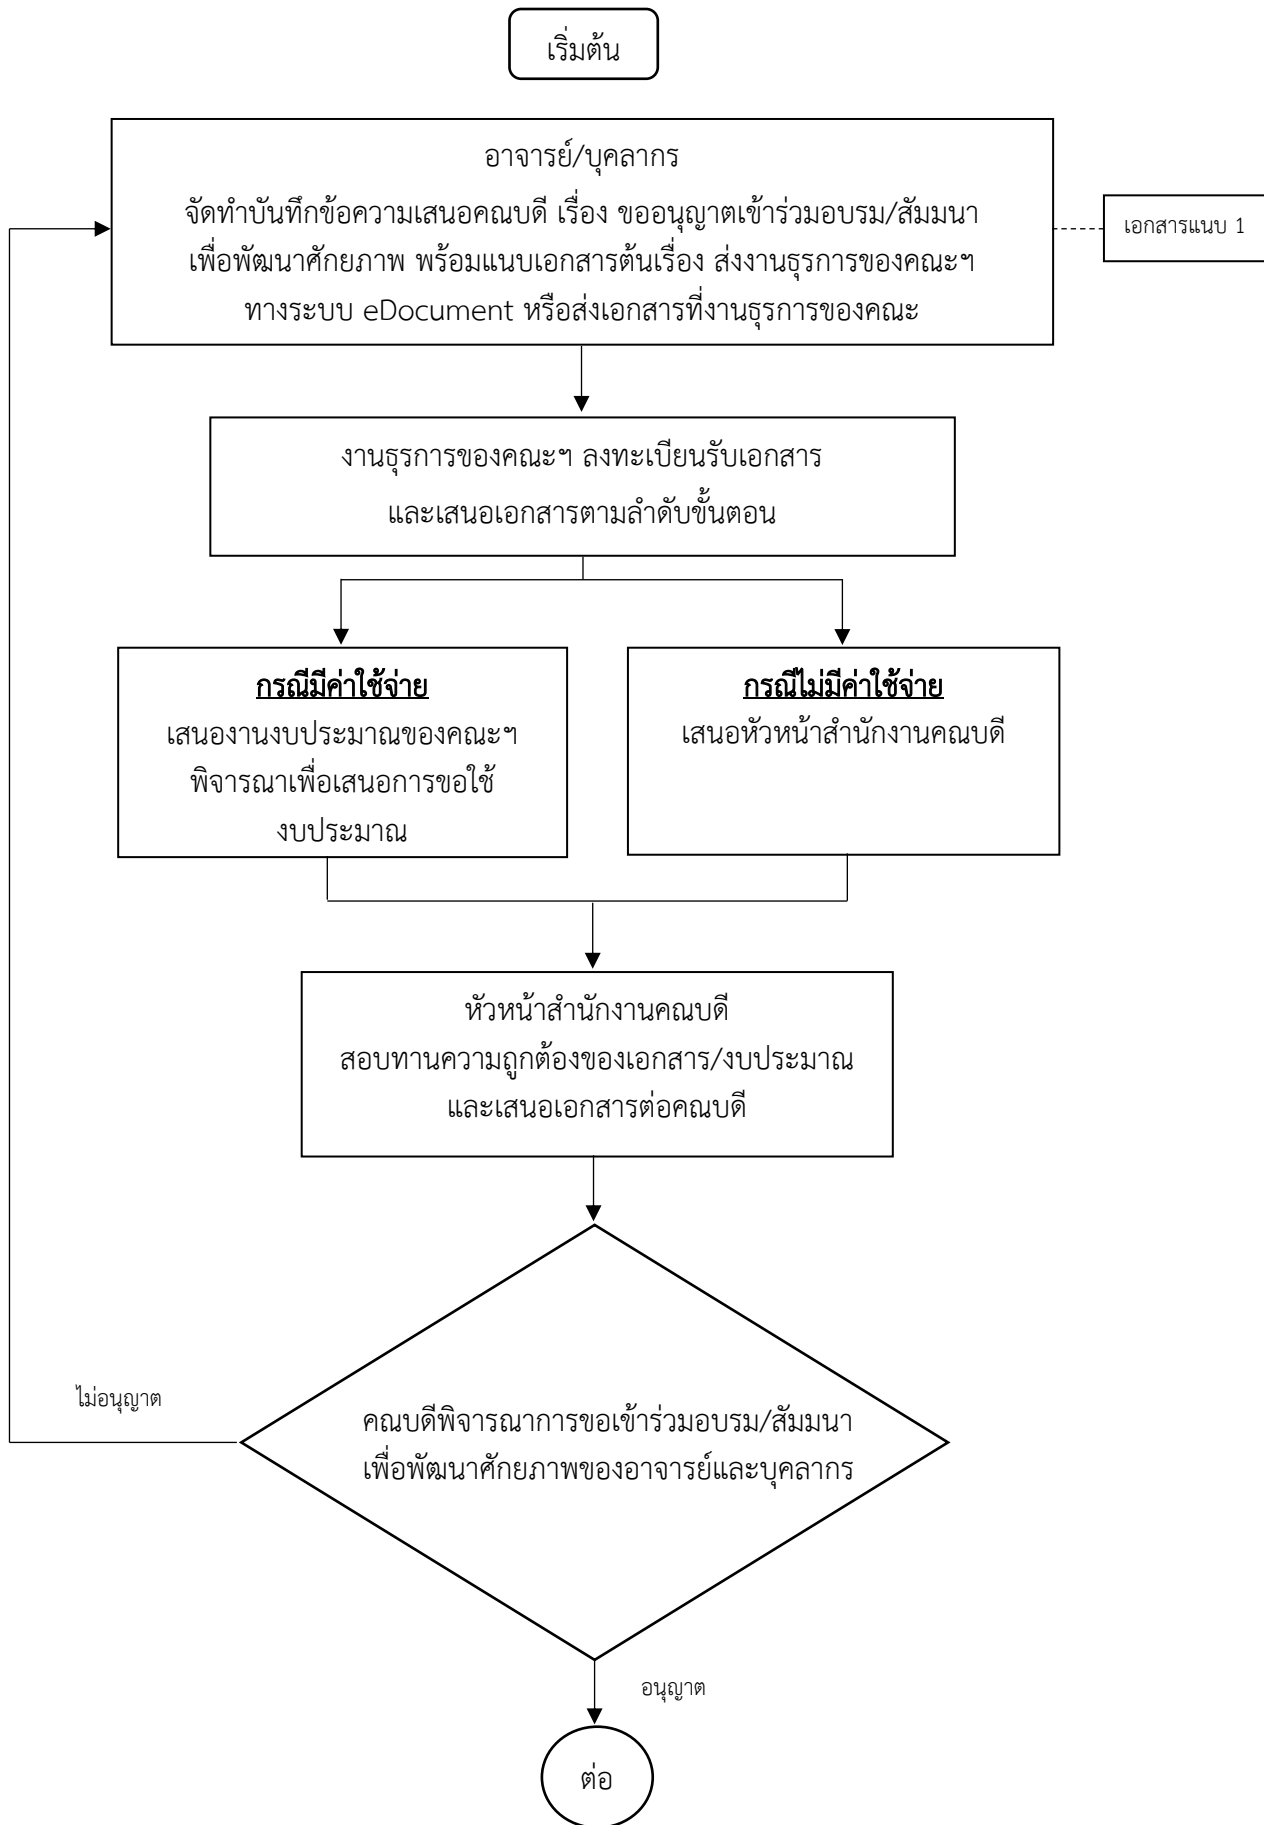 เริ่มต้น
อาจารย์/บุคลากร
จัดทำบันทึกข้อความเสนอคณบดี เรื่อง ขออนุญาตเข้าร่วมอบรม/สัมมนา
เพื่อพัฒนาศักยภาพ พร้อมแนบเอกสารต้นเรื่อง ส่งงานธุรการของคณะฯ
ทางระบบ eDocument หรือส่งเอกสารที่งานธุรการของคณะ
เอกสารแนบ 1
งานธุรการของคณะฯ ลงทะเบียนรับเอกสาร
และเสนอเอกสารตามลำดับขั้นตอน
กรณีมีค่าใช้จ่าย
เสนองานงบประมาณของคณะฯ
พิจารณาเพื่อเสนอการขอใช้
งบประมาณ
กรณีไม่มีค่าใช้จ่าย
เสนอหัวหน้าสำนักงานคณบดี
หัวหน้าสำนักงานคณบดี
สอบทานความถูกต้องของเอกสาร/งบประมาณ
และเสนอเอกสารต่อคณบดี
ไม่อนุญาต
คณบดีพิจารณาการขอเข้าร่วมอบรม/สัมมนา
เพื่อพัฒนาศักยภาพของอาจารย์และบุคลากร
อนุญาต
ต่อ